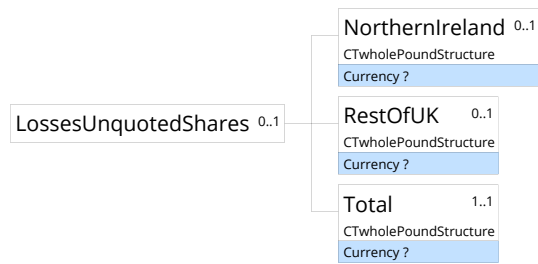 NorthernIreland 0..1
CTwholePoundStructure
Currency ?
LossesUnquotedShares 0..1
RestOfUK 0..1
CTwholePoundStructure
Currency ?
Total 1..1
CTwholePoundStructure
Currency ?